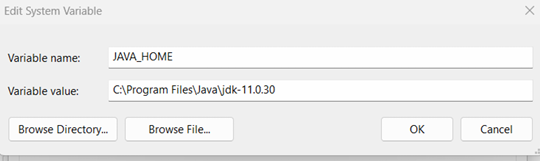 Edit System Variable
Variable name:
JAVA_HOME
Variable value:
C:\Program Files\Java\jdk-11.0.30
Browse Directory...
Browse File...
OK
Cancel